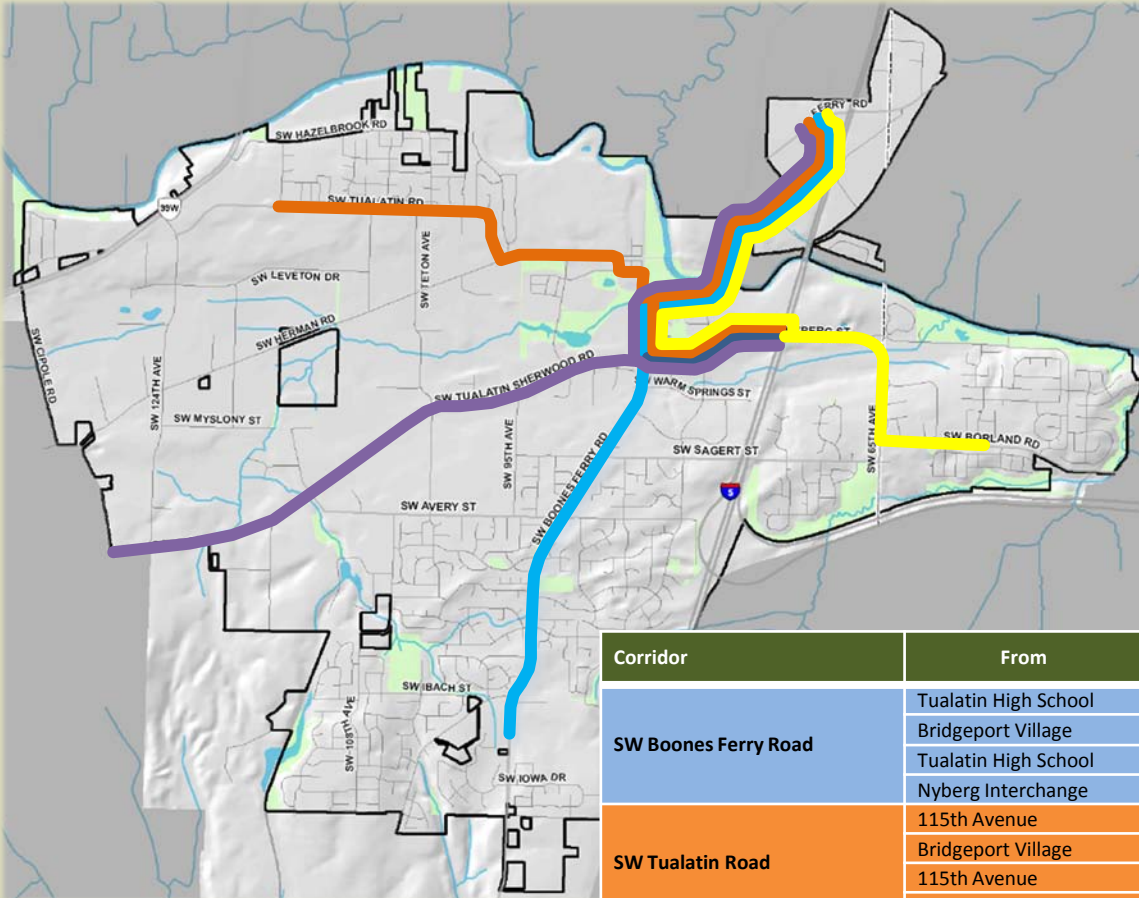 FERRY RD
SW HAZELBROOK RD
99W
SW TUALATIN RD
SW TETON AVE
SW LEVETON DR
SW HERMAN RD
SW CIPOLE RD
SW 124TH AVE
SW TUALATIN SHERWOOD RD
WARM SPRINGS ST
SW MYSLONY ST
SW 95TH AVE
SW BOONES FERRY RD
SW SAGERT ST
SW 65TH AVE
SW BORLAND RD
5
SW AVERY ST
SW IBACH ST
SW 108TH AVE
SW IOWA DR
Corridor From
SW Boones Ferry Road
Tualatin High School
Bridgeport Village
Tualatin High School
Nyberg Interchange
SW Tualatin Road
115th Avenue
Bridgeport Village
115th Avenue